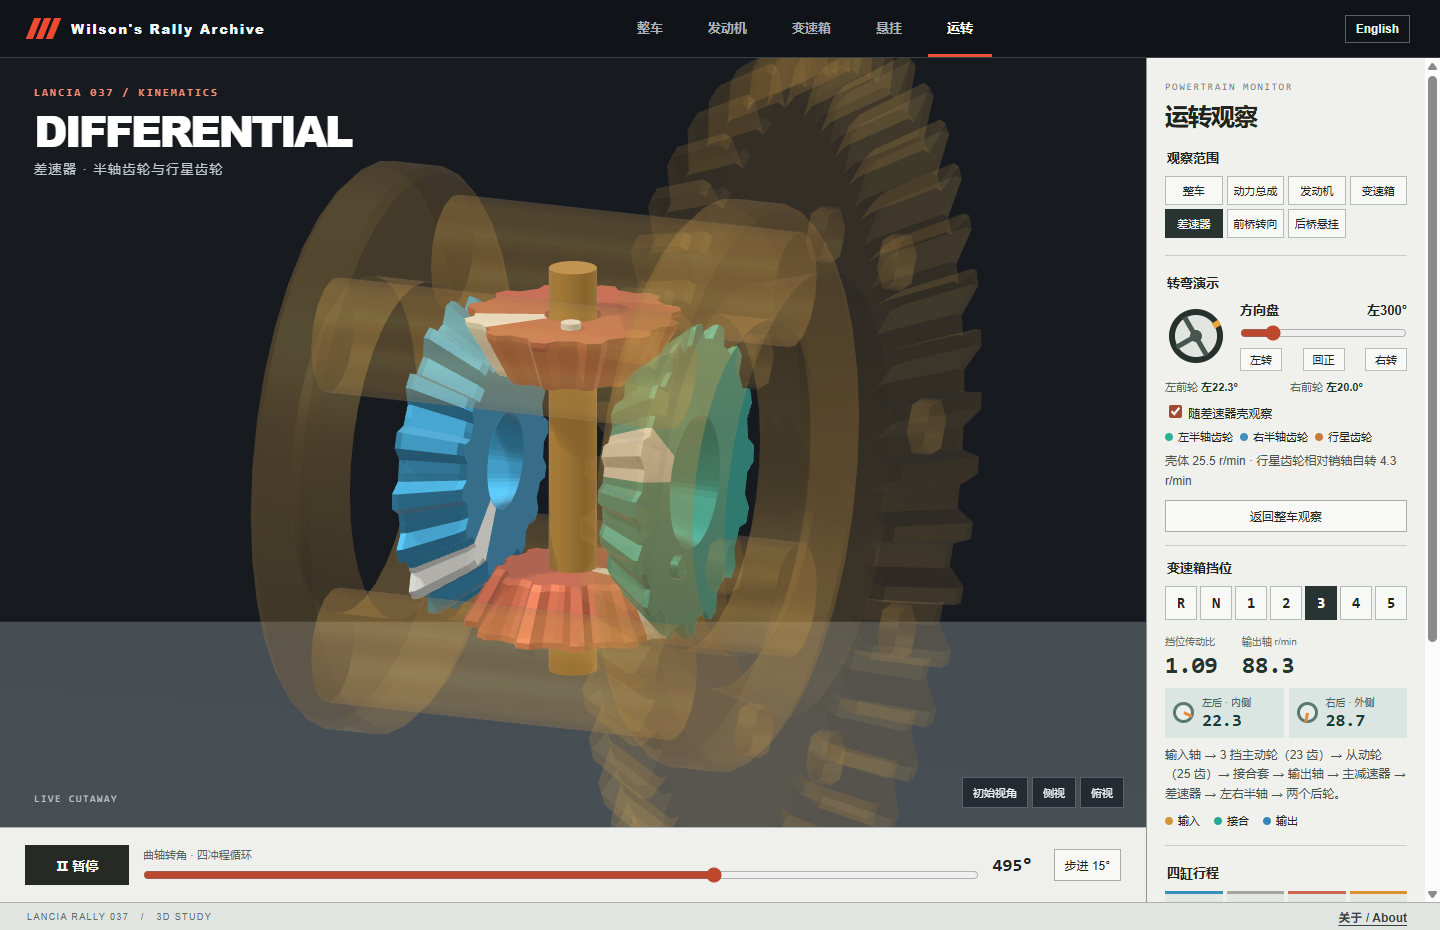 Wilson's Rally Archive
整车
发动机
变速箱
悬挂
运转
English
LANCIA 037 / KINEMATICS
DIFFERENTIAL
差速器 · 半轴齿轮与行星齿轮
LIVE CUTAWAY
初始视角
侧视
俯视
暂停
曲轴转角 · 四冲程循环
495°
步进 15°
POWERTRAIN MONITOR
运转观察
观察范围
整车
动力总成
发动机
变速箱
差速器
前桥转向
后桥悬挂
转弯演示
方向盘
左300°
左转
回正
右转
左前轮 左22.3°
右前轮 左20.0°
随差速器壳观察
左半轴齿轮
右半轴齿轮
行星齿轮
壳体 25.5 r/min · 行星齿轮相对销轴自转 4.3
r/min
返回整车观察
变速箱挡位
R
N
1
2
3
4
5
挡位传动比
输出轴 r/min
1.09
88.3
左后 · 内侧
22.3
右后 · 外侧
28.7
输入轴 → 3 挡主动轮（23 齿）→ 从动轮
（25 齿）→ 接合套 → 输出轴 → 主减速器 →
差速器 → 左右半轴 → 两个后轮。
输入
接合
输出
四缸行程
LANCIA RALLY 037 / 3D STUDY
关于 / About